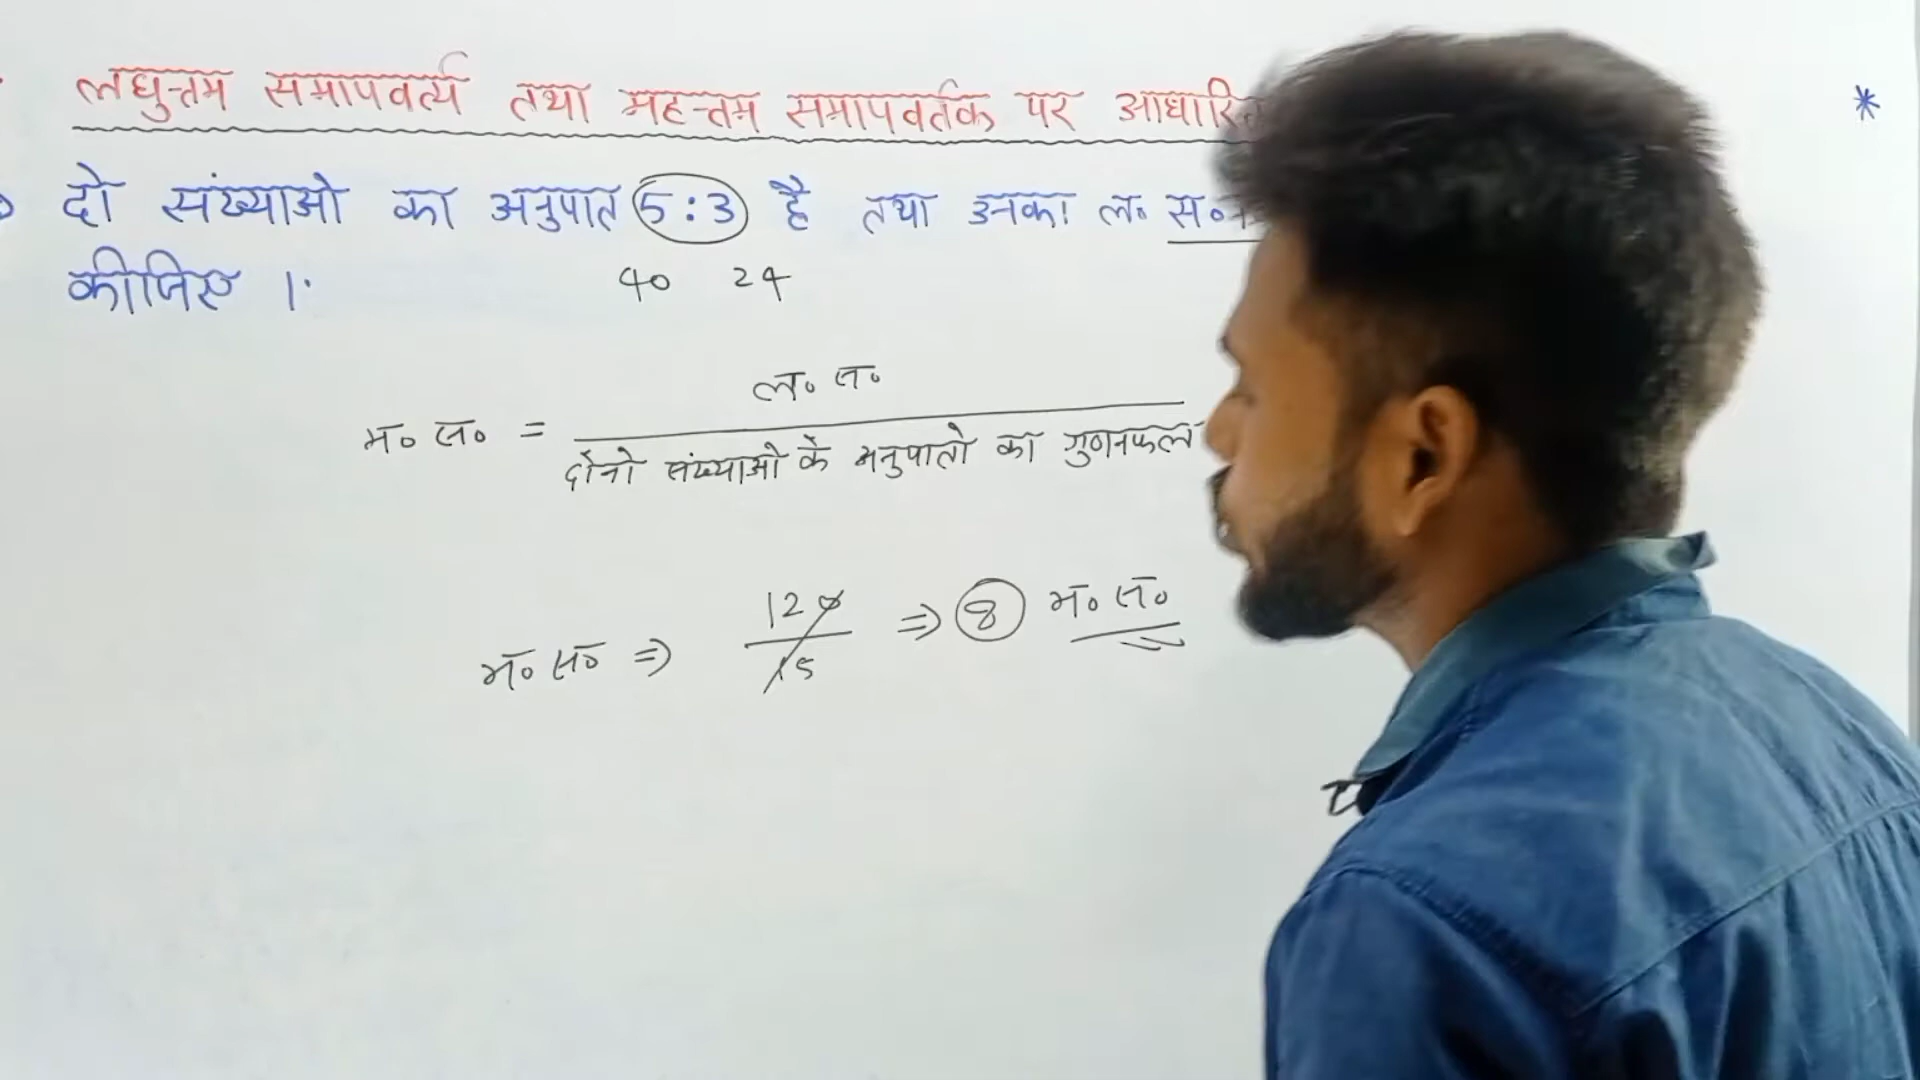 लघुत्तम समापवर्त्य तथा महत्तम समापवर्तक पर आधारित
*
दो संख्याओ का अनुपात 5:3 है तथा उनका ल० स०
कीजिए ।
40 24
म० स० = ल० स०
दोनो संख्याओ के अनुपातो का गुणनफल
म० स० => 120 => 8 म० स०
15